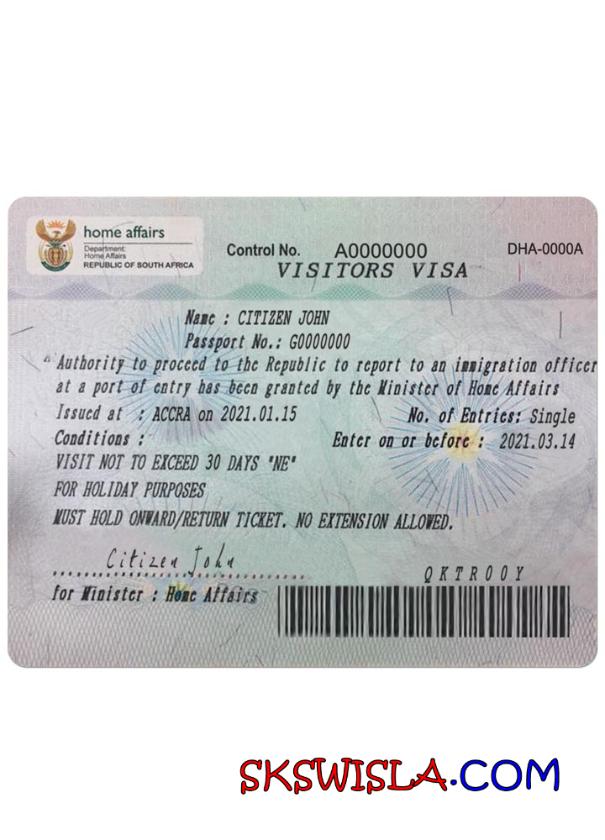 home affairs
Department:
Home Affairs
REPUBLIC OF SOUTH AFRICA
Control No. A0000000 DHA-0000A
VISITORS VISA
Name : CITIZEN JOHN
Passport No.: G0000000
“Authority to proceed to the Republic to report to an immigration officer
at a port of entry has been granted by the Minister of Home Affairs
Issued at : ACCRA on 2021.01.15 No. of Entries: Single
Conditions : Enter on or before : 2021.03.14
VISIT NOT TO EXCEED 30 DAYS "NE"
FOR HOLIDAY PURPOSES
MUST HOLD ONWARD/RETURN TICKET. NO EXTENSION ALLOWED.
Citizen John
for Minister : Home Affairs
QKTR00Y
SKSWISLA.COM